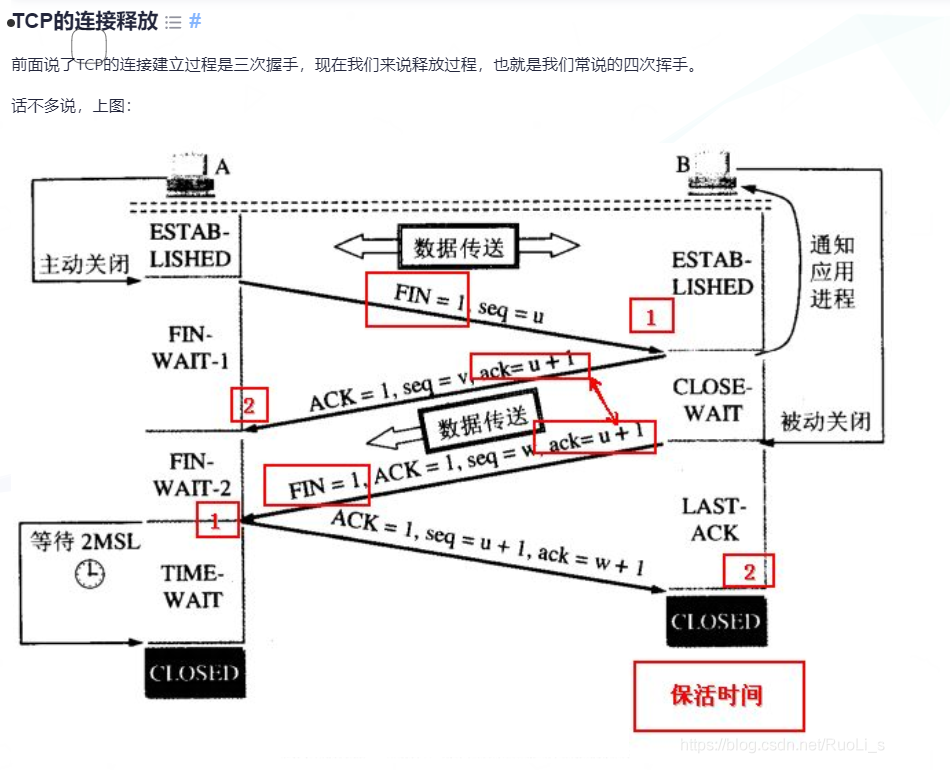 TCP的连接释放 #
前面说了TCP的连接建立过程是三次握手，现在我们来说释放过程，也就是我们常说的四次挥手。
话不多说，上图：
A
B
ESTAB-
LISHED
数据传送
主动关闭
ESTAB-
LISHED
通知
应用
进程
FIN = 1, seq = u
1
FIN-
WAIT-1
ACK = 1, seq = v, ack= u + 1
2
CLOSE-
WAIT
数据传送
被动关闭
FIN = 1, ACK = 1, seq = w, ack= u + 1
FIN-
WAIT-2
1
LAST-
ACK
ACK = 1, seq = u + 1, ack = w + 1
等待 2MSL
TIME-
WAIT
2
CLOSED
CLOSED
保活时间
https://blog.csdn.net/RuoLi_s